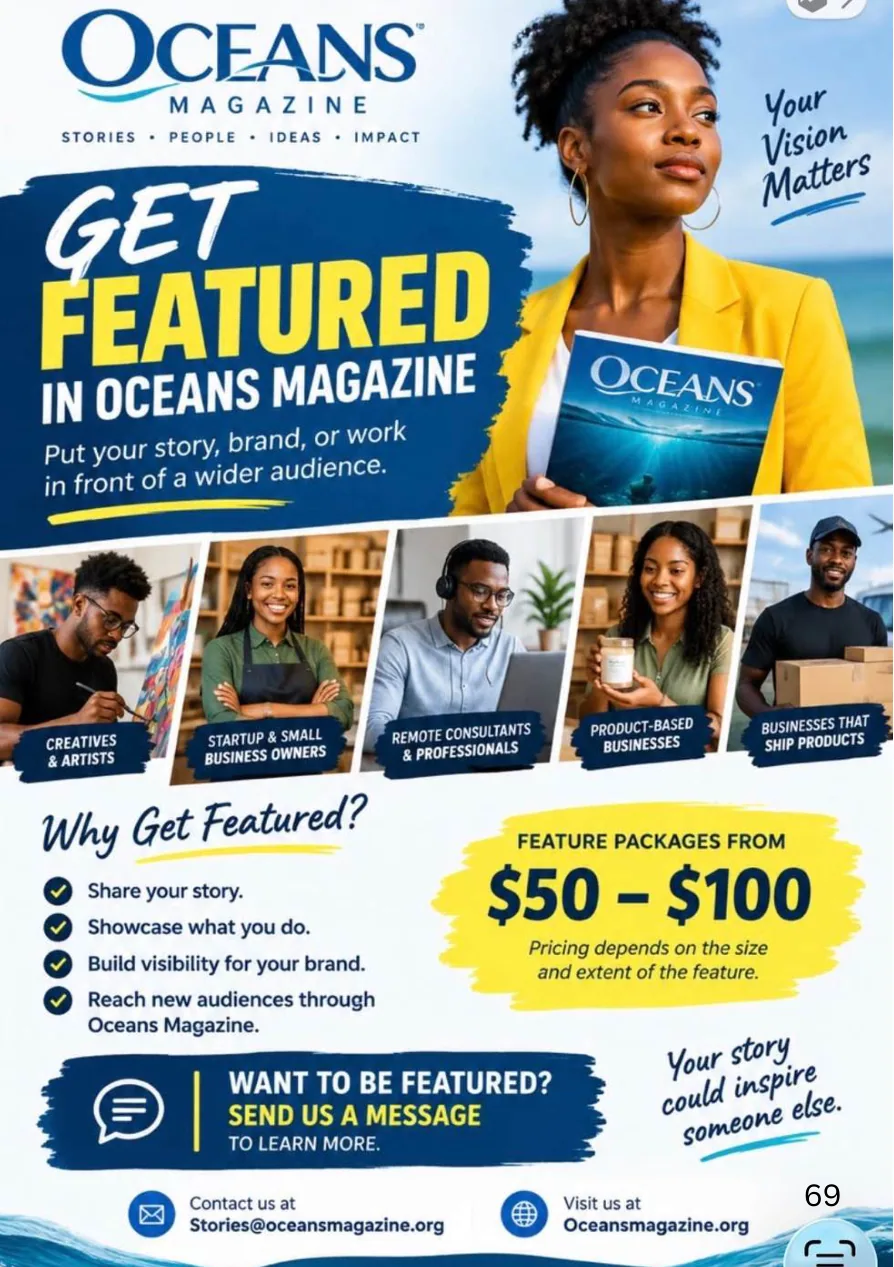 OCEANS®
MAGAZINE
STORIES • PEOPLE • IDEAS • IMPACT
Your
Vision
Matters
GET
FEATURED
IN OCEANS MAGAZINE
Put your story, brand, or work
in front of a wider audience.
OCEANS
MAGAZINE
CREATIVES
& ARTISTS
STARTUP & SMALL
BUSINESS OWNERS
REMOTE CONSULTANTS
& PROFESSIONALS
PRODUCT-BASED
BUSINESSES
BUSINESSES THAT
SHIP PRODUCTS
Why Get Featured?
Share your story.
Showcase what you do.
Build visibility for your brand.
Reach new audiences through
Oceans Magazine.
FEATURE PACKAGES FROM
$50 – $100
Pricing depends on the size
and extent of the feature.
WANT TO BE FEATURED?
SEND US A MESSAGE
TO LEARN MORE.
Your story
could inspire
someone else.
Contact us at
Stories@oceansmagazine.org
Visit us at
Oceansmagazine.org
69